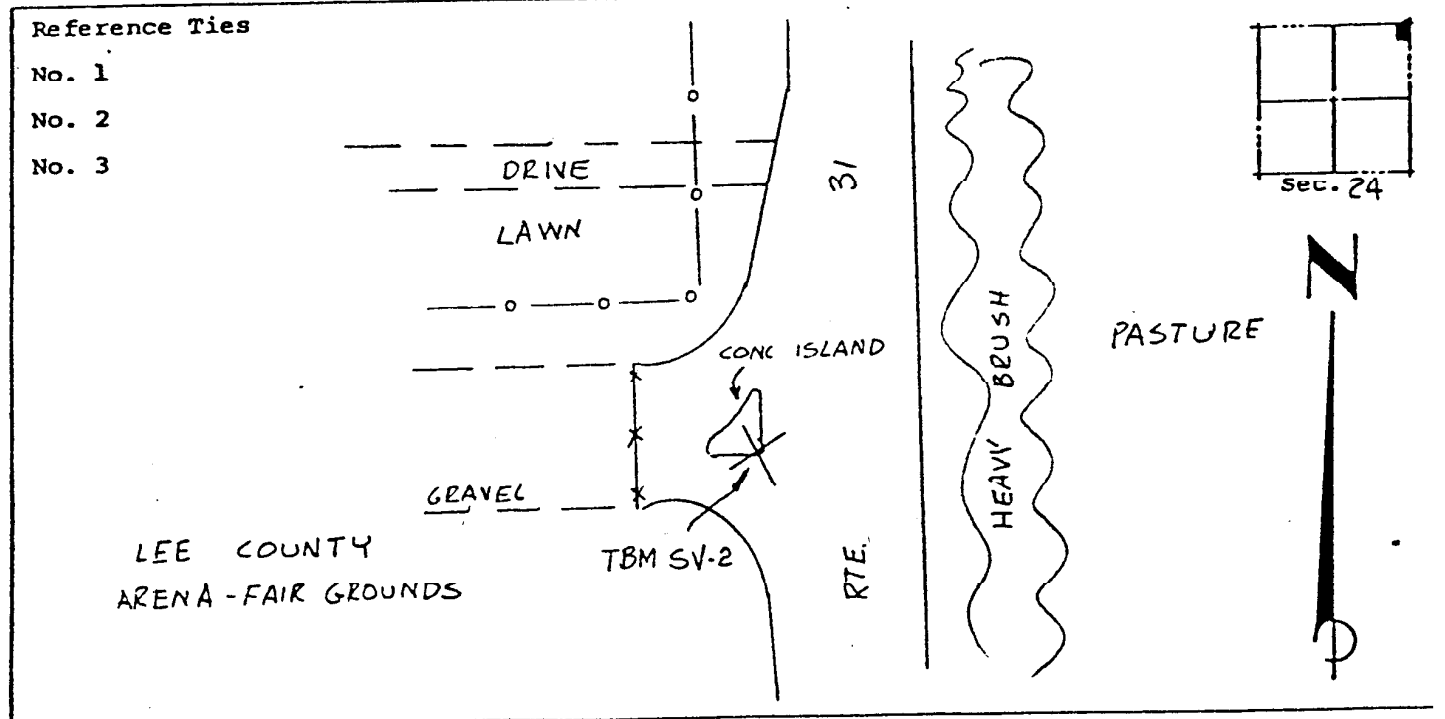 Reference Ties
No. 1
No. 2
No. 3
DRIVE
LAWN
31
Sec. 24
N
CONC ISLAND
HEAVY BRUSH
PASTURE
GRAVEL
LEE COUNTY
ARENA-FAIR GROUNDS
TBM SV-2
RTE.